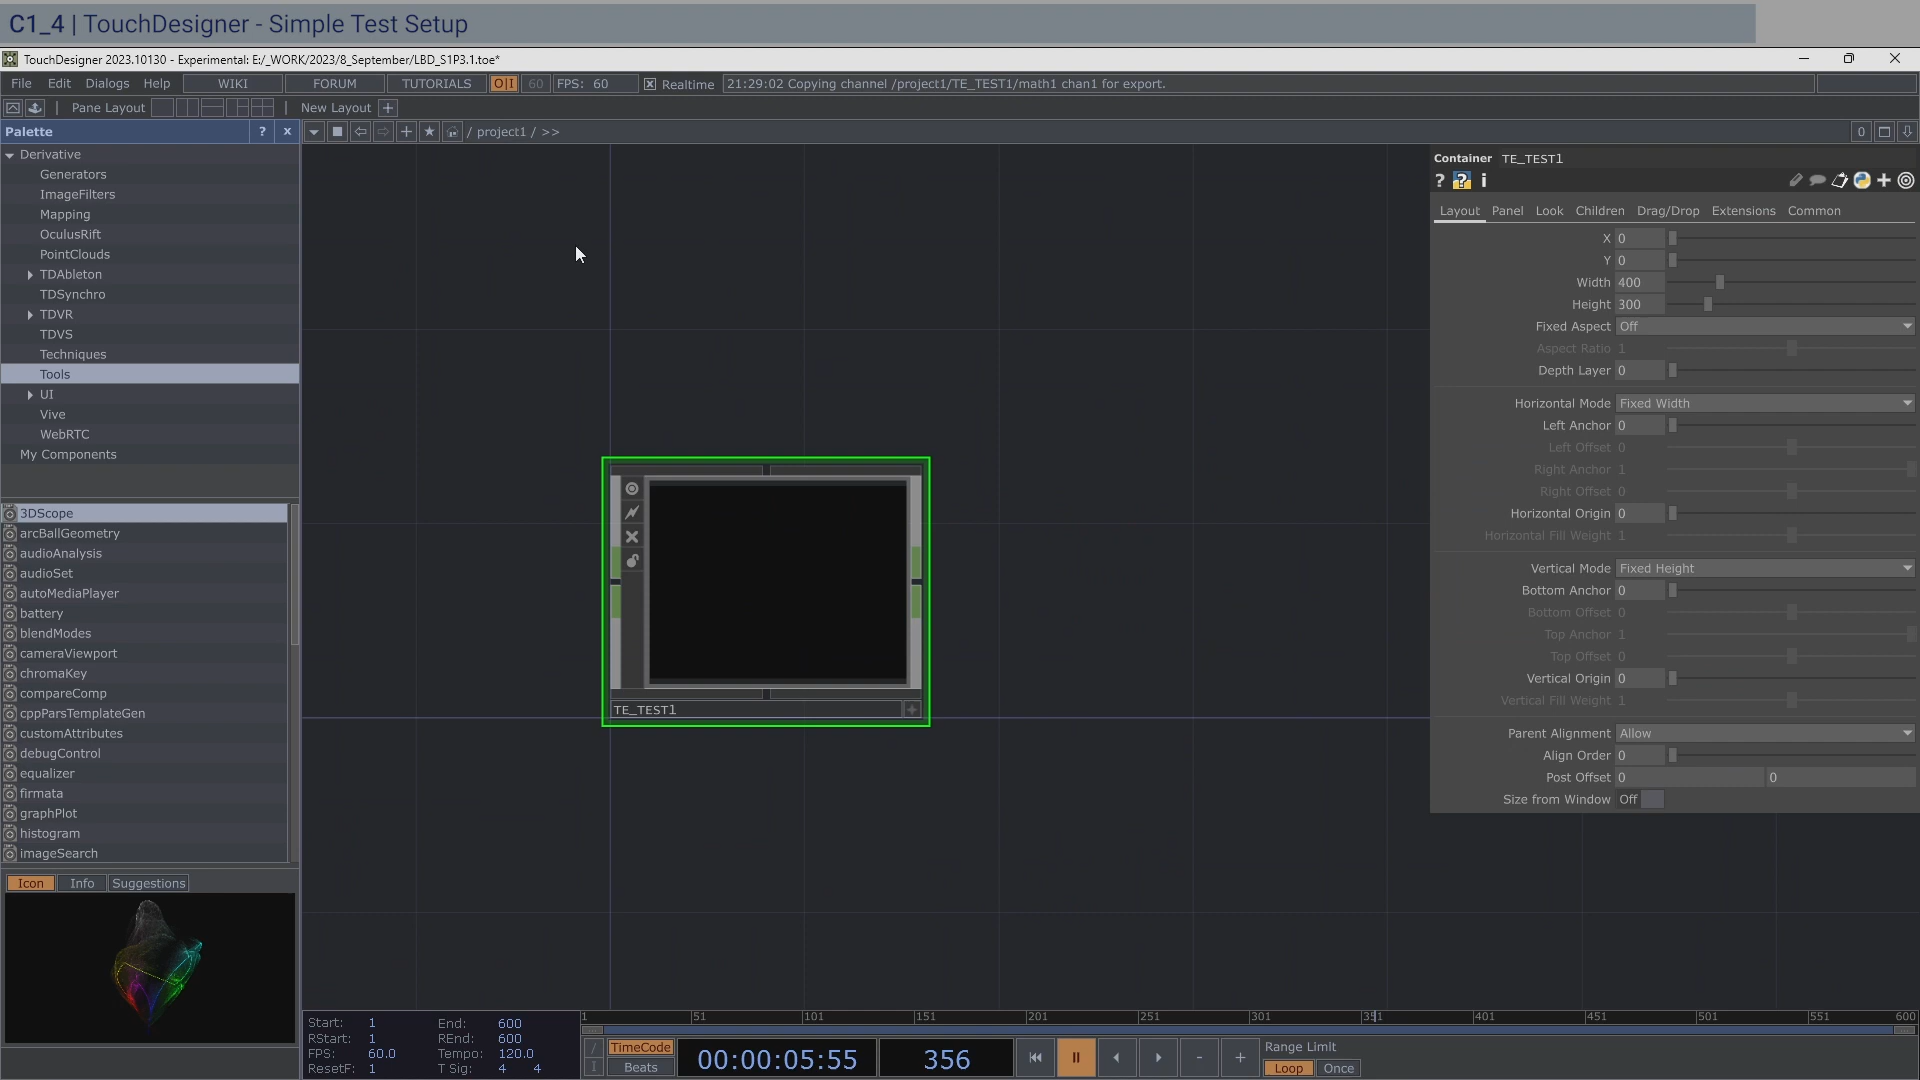 C1_4 | TouchDesigner - Simple Test Setup
TouchDesigner 2023.10130 - Experimental: E:/_WORK/2023/8_September/LBD_S1P3.1.toe*
File Edit Dialogs Help WIKI FORUM TUTORIALS O|I 60 FPS: 60 Realtime 21:29:02 Copying channel /project1/TE_TEST1/math1 chan1 for export.
Pane Layout New Layout +
Palette ? x
/ project1 / >> 0
Derivative
Generators
ImageFilters
Mapping
OculusRift
PointClouds
TDAbleton
TDSynchro
TDVR
TDVS
Techniques
Tools
UI
Vive
WebRTC
My Components
3DScope
arcBallGeometry
audioAnalysis
audioSet
autoMediaPlayer
battery
blendModes
cameraViewport
chromaKey
compareComp
cppParsTemplateGen
customAttributes
debugControl
equalizer
firmata
graphPlot
histogram
imageSearch
Icon Info Suggestions
TE_TEST1
Container TE_TEST1
? ? i
Layout Panel Look Children Drag/Drop Extensions Common
X 0
Y 0
Width 400
Height 300
Fixed Aspect Off
Aspect Ratio 1
Depth Layer 0
Horizontal Mode Fixed Width
Left Anchor 0
Left Offset 0
Right Anchor 1
Right Offset 0
Horizontal Origin 0
Horizontal Fill Weight 1
Vertical Mode Fixed Height
Bottom Anchor 0
Bottom Offset 0
Top Anchor 1
Top Offset 0
Vertical Origin 0
Vertical Fill Weight 1
Parent Alignment Allow
Align Order 0
Post Offset 0 0
Size from Window Off
Start: 1 End: 600
RStart: 1 REnd: 600
FPS: 60.0 Tempo: 120.0
ResetF: 1 T Sig: 4 4
1 51 101 151 201 251 301 351 401 451 501 551 600
/ TimeCode
I Beats
00:00:05:55 356
- +
Range Limit
Loop Once